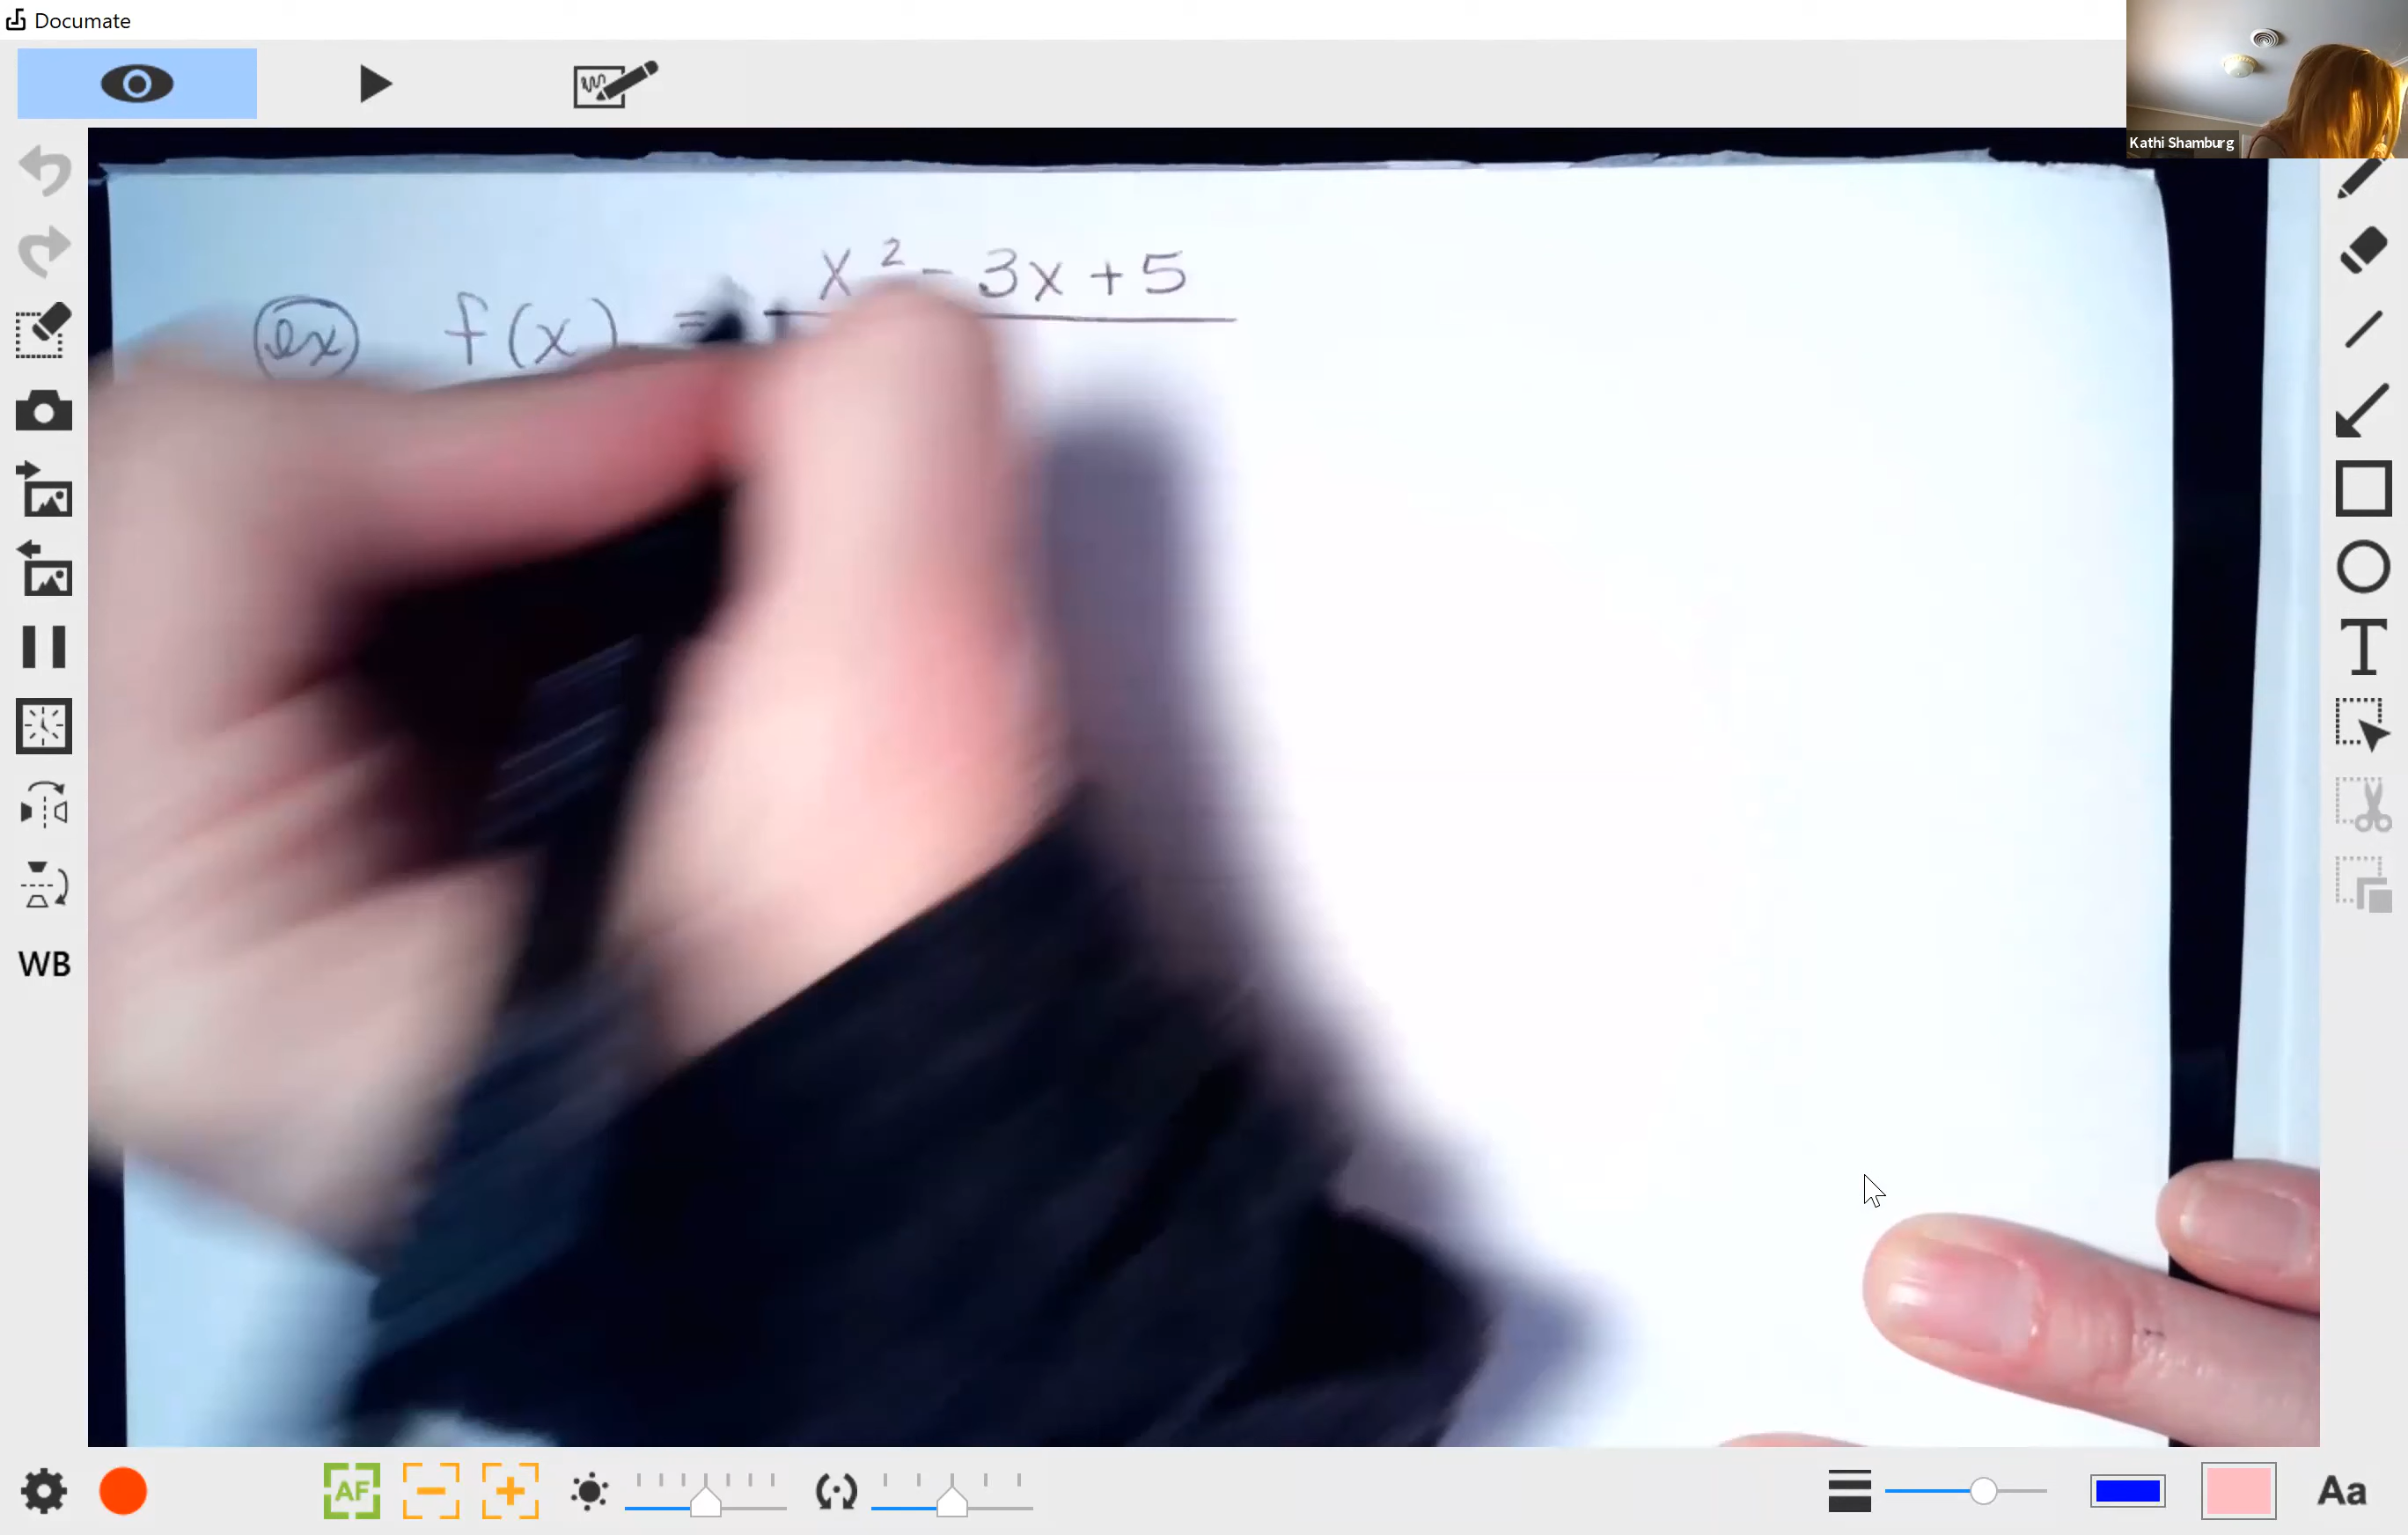 Documate
Kathi Shamburg
x² - 3x + 5
ex f(x) =
WB
AF
Aa